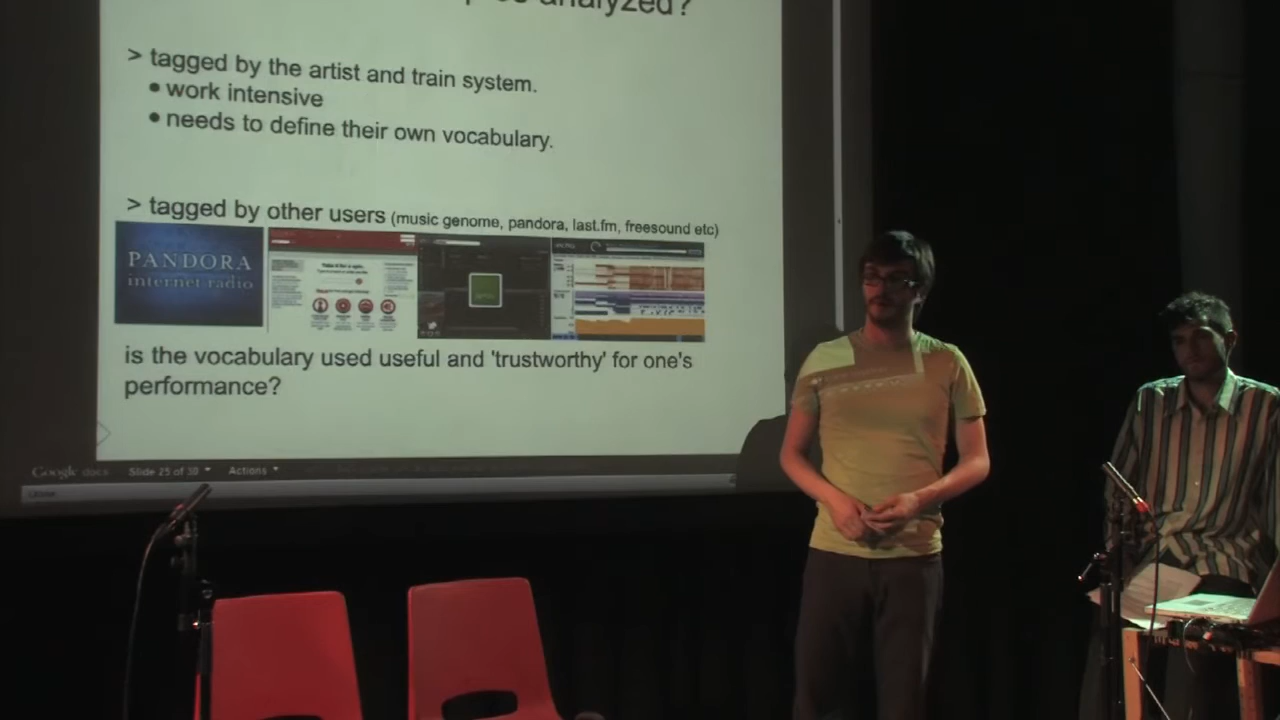 analyzed?
> tagged by the artist and train system.
• work intensive
• needs to define their own vocabulary.
> tagged by other users (music genome, pandora, last.fm, freesound etc)
PANDORA
internet radio
is the vocabulary used useful and 'trustworthy' for one's
performance?
Google docs Slide 25 of 30 Actions